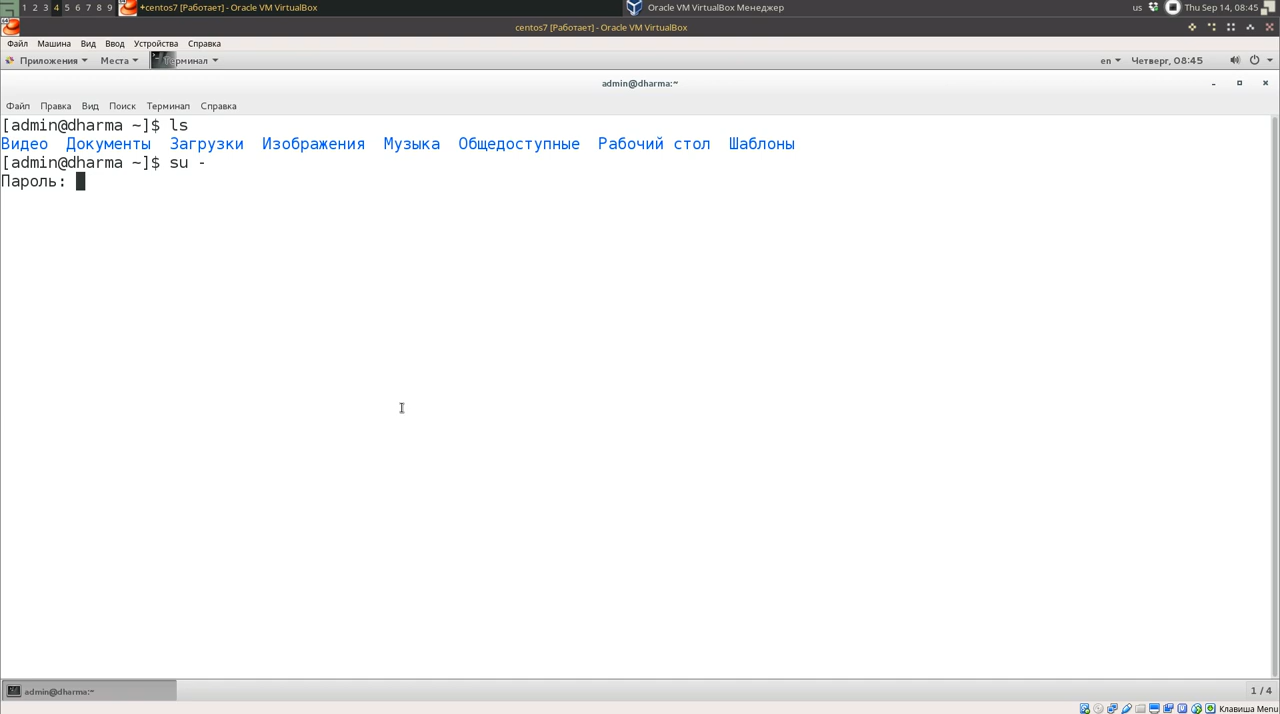 1 2 3 4 5 6 7 8 9 *centos7 [Работает] - Oracle VM VirtualBox Oracle VM VirtualBox Менеджер us Thu Sep 14, 08:45
centos7 [Работает] - Oracle VM VirtualBox
Файл Машина Вид Ввод Устройства Справка
Приложения Места Терминал en Четверг, 08:45
admin@dharma:~
Файл Правка Вид Поиск Терминал Справка
[admin@dharma ~]$ ls
Видео Документы Загрузки Изображения Музыка Общедоступные Рабочий стол Шаблоны
[admin@dharma ~]$ su -
Пароль:
admin@dharma:~ 1 / 4
Клавиша Menu